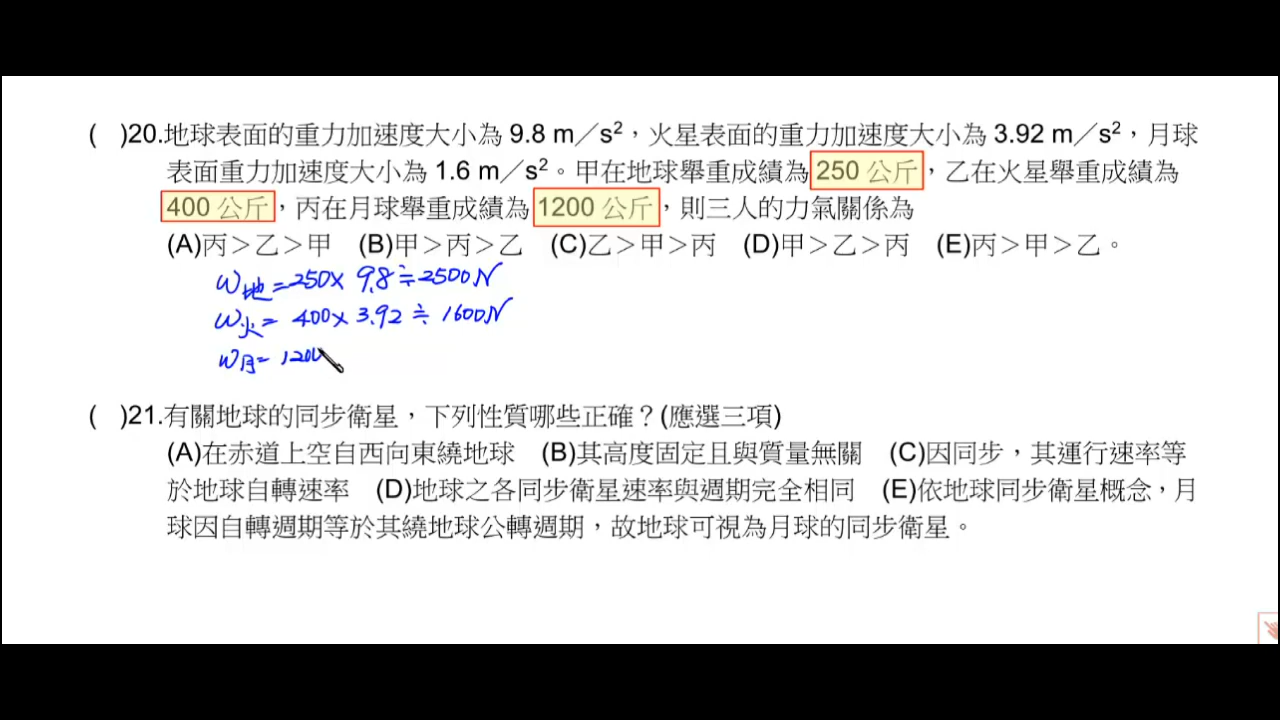 ( )20.地球表面的重力加速度大小為 9.8 m／s²，火星表面的重力加速度大小為 3.92 m／s²，月球
表面重力加速度大小為 1.6 m／s²。甲在地球舉重成績為 250 公斤，乙在火星舉重成績為
400 公斤，丙在月球舉重成績為 1200 公斤，則三人的力氣關係為
(A)丙＞乙＞甲 (B)甲＞丙＞乙 (C)乙＞甲＞丙 (D)甲＞乙＞丙 (E)丙＞甲＞乙。
W地=250× 9.8≒2500N
W火= 400× 3.92 ≒ 1600N
W月= 1200
( )21.有關地球的同步衛星，下列性質哪些正確？(應選三項)
(A)在赤道上空自西向東繞地球 (B)其高度固定且與質量無關 (C)因同步，其運行速率等
於地球自轉速率 (D)地球之各同步衛星速率與週期完全相同 (E)依地球同步衛星概念，月
球因自轉週期等於其繞地球公轉週期，故地球可視為月球的同步衛星。